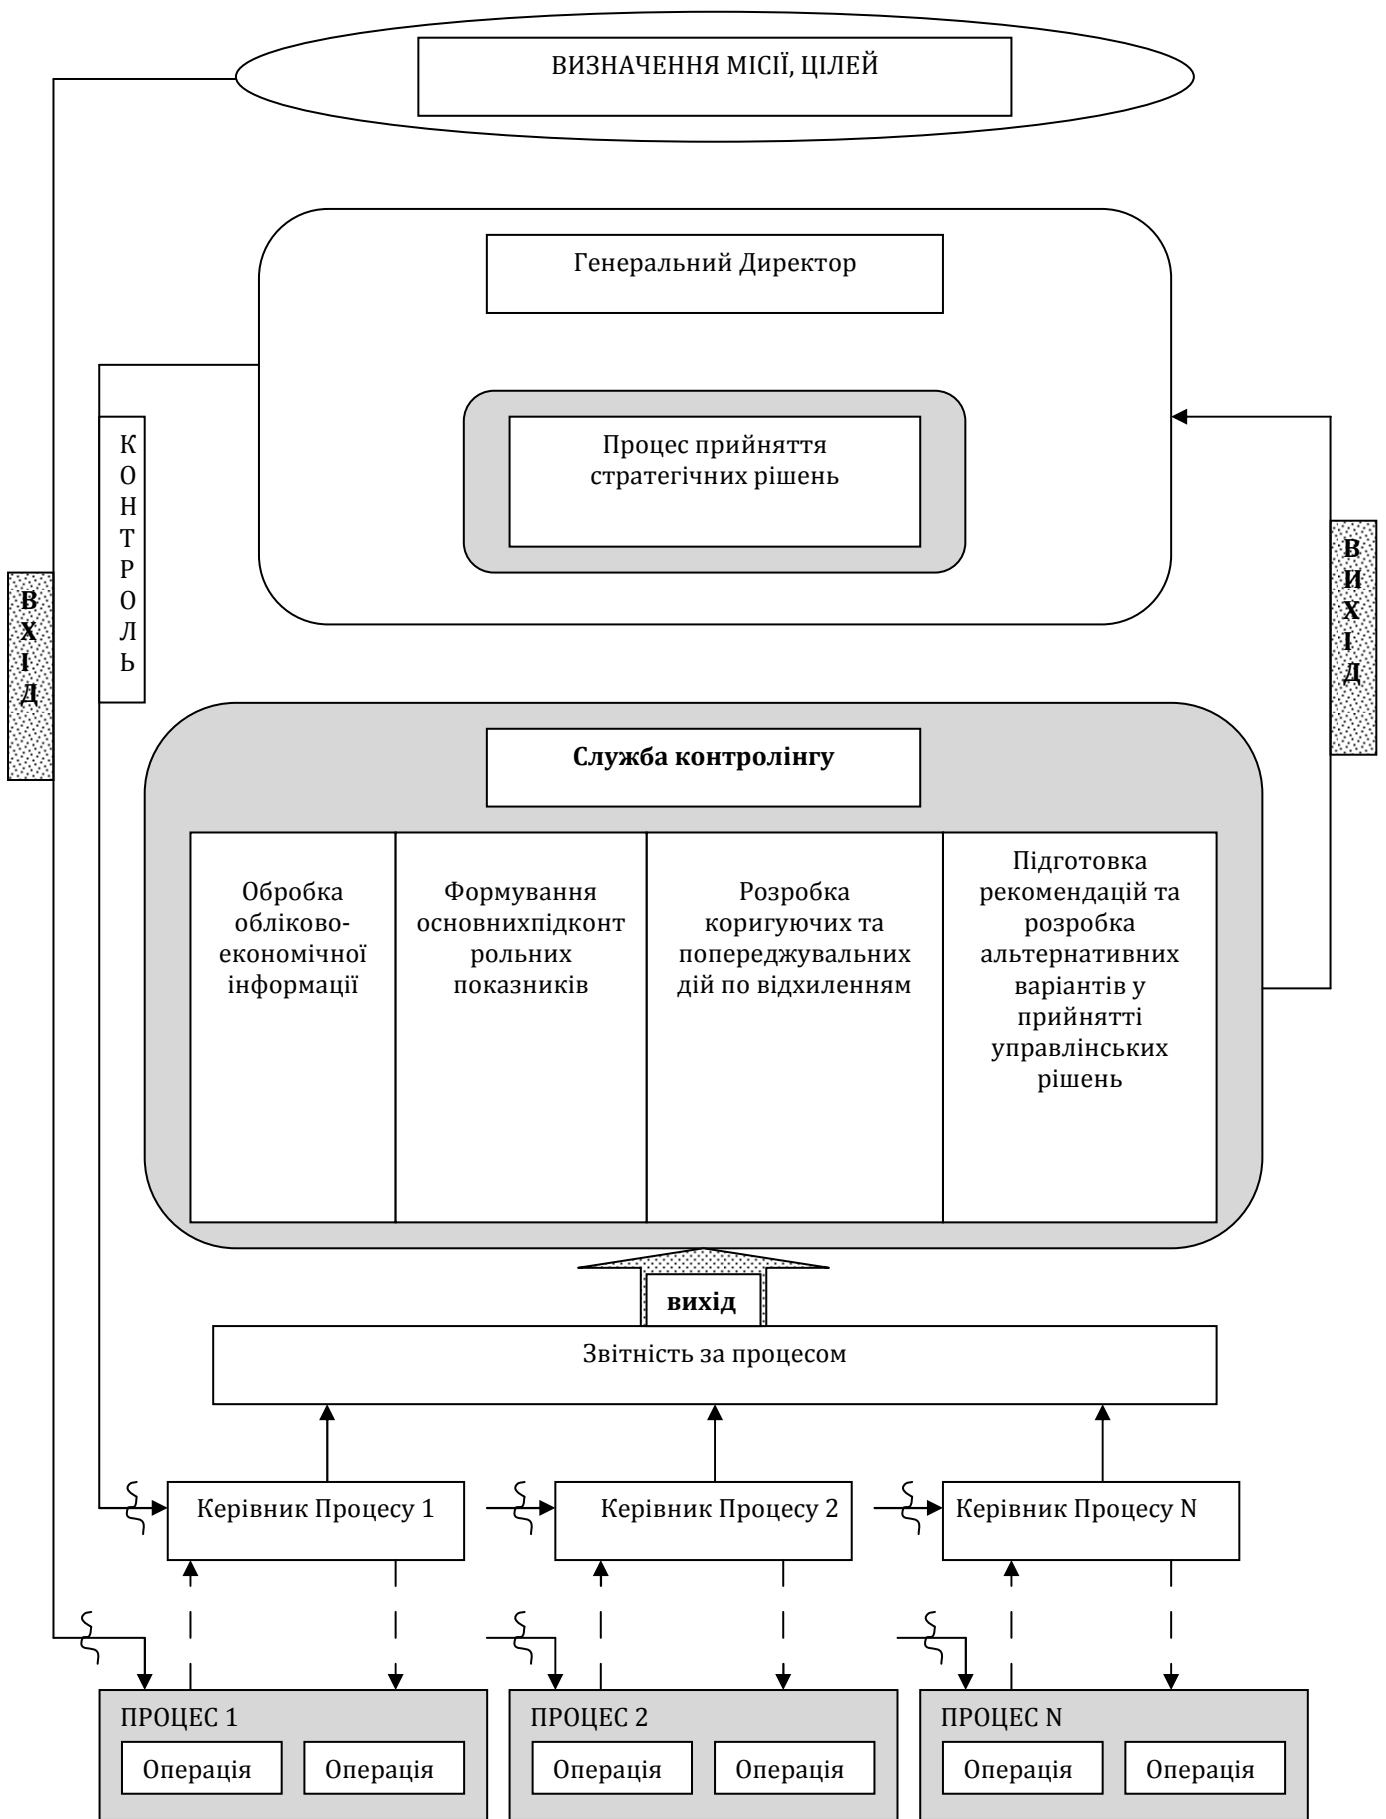 ВИЗНАЧЕННЯ МІСІЇ, ЦІЛЕЙ
Генеральний Директор
Процес прийняття
стратегічних рішень
КОНТРОЛЬ
ВХІД
ВИХІД
Служба контролінгу
Обробка
обліково-
економічної
інформації
Формування
основнихпідконт
рольних
показників
Розробка
коригуючих та
попереджувальних
дій по відхиленням
Підготовка
рекомендацій та
розробка
альтернативних
варіантів у
прийнятті
управлінських
рішень
вихід
Звітність за процесом
Керівник Процесу 1
Керівник Процесу 2
Керівник Процесу N
ПРОЦЕС 1
Операція
Операція
ПРОЦЕС 2
Операція
Операція
ПРОЦЕС N
Операція
Операція